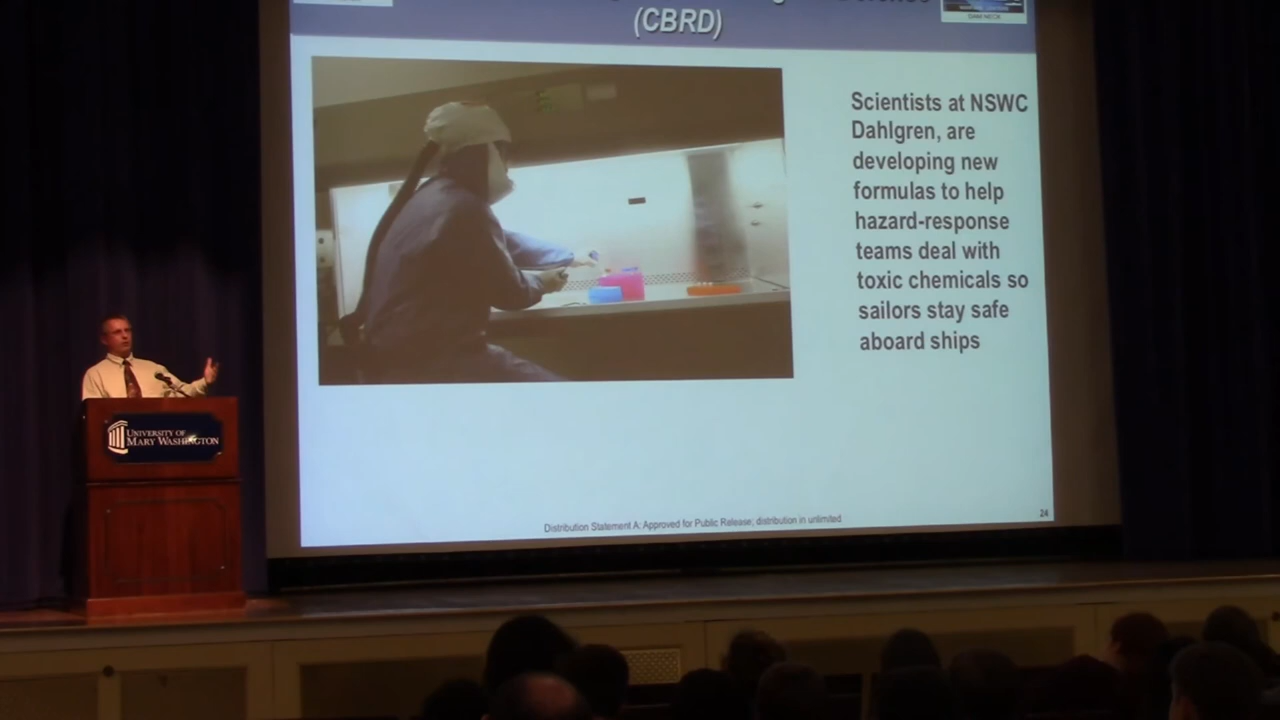 (CBRD)
DAM NECK
Scientists at NSWC
Dahlgren, are
developing new
formulas to help
hazard-response
teams deal with
toxic chemicals so
sailors stay safe
aboard ships
UNIVERSITY OF
MARY WASHINGTON
Distribution Statement A: Approved for Public Release; distribution in unlimited
24